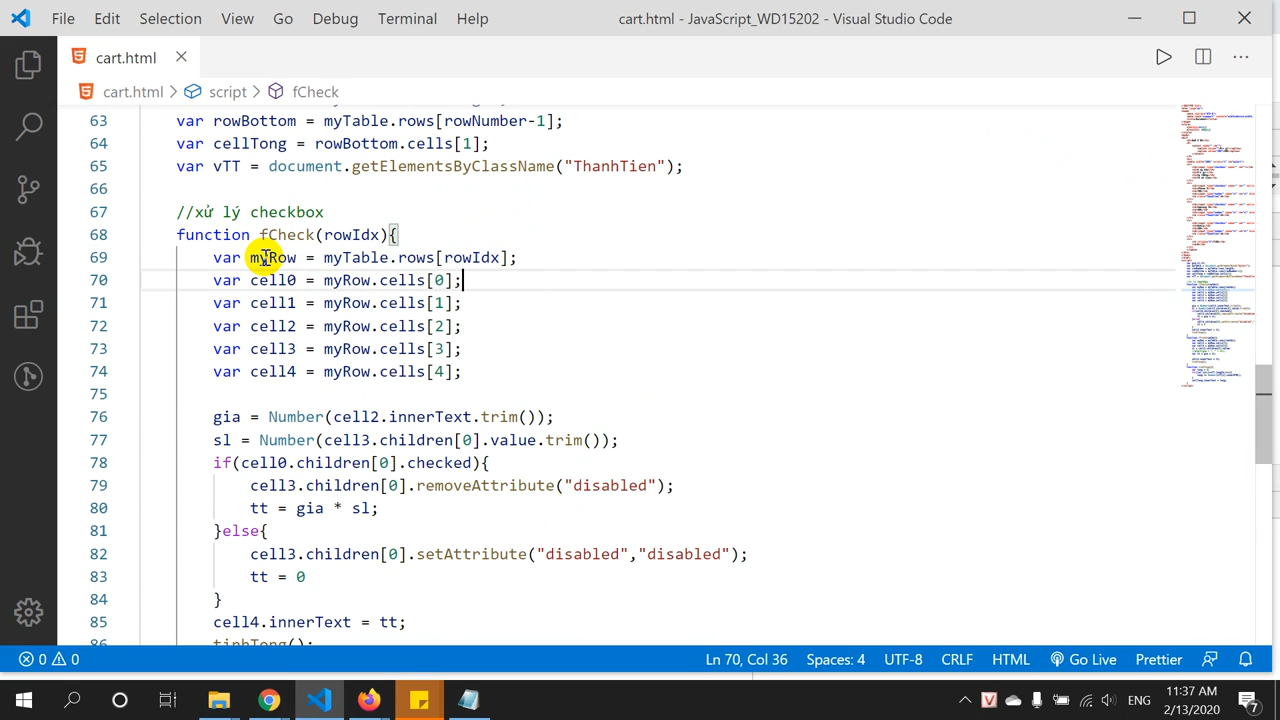 File Edit Selection View Go Debug Terminal Help cart.html - JavaScript_WD15202 - Visual Studio Code
cart.html
cart.html > script > fCheck
63 var rowBottom = myTable.rows[rowNumber-1];
64 var cellTong = rowBottom.cells[1];
65 var vTT = document.getElementsByClassName("ThanhTien");
66
67 //xử lý checkbox
68 function fCheck(rowIdx){
69 var myRow = myTable.rows[rowIdx];
70 var cell0 = myRow.cells[0];
71 var cell1 = myRow.cells[1];
72 var cell2 = myRow.cells[2];
73 var cell3 = myRow.cells[3];
74 var cell4 = myRow.cells[4];
75
76 gia = Number(cell2.innerText.trim());
77 sl = Number(cell3.children[0].value.trim());
78 if(cell0.children[0].checked){
79 cell3.children[0].removeAttribute("disabled");
80 tt = gia * sl;
81 }else{
82 cell3.children[0].setAttribute("disabled","disabled");
83 tt = 0
84 }
85 cell4.innerText = tt;
86 tinhTong();
0 0 Ln 70, Col 36 Spaces: 4 UTF-8 CRLF HTML Go Live Prettier
ENG 11:37 AM
2/13/2020 7